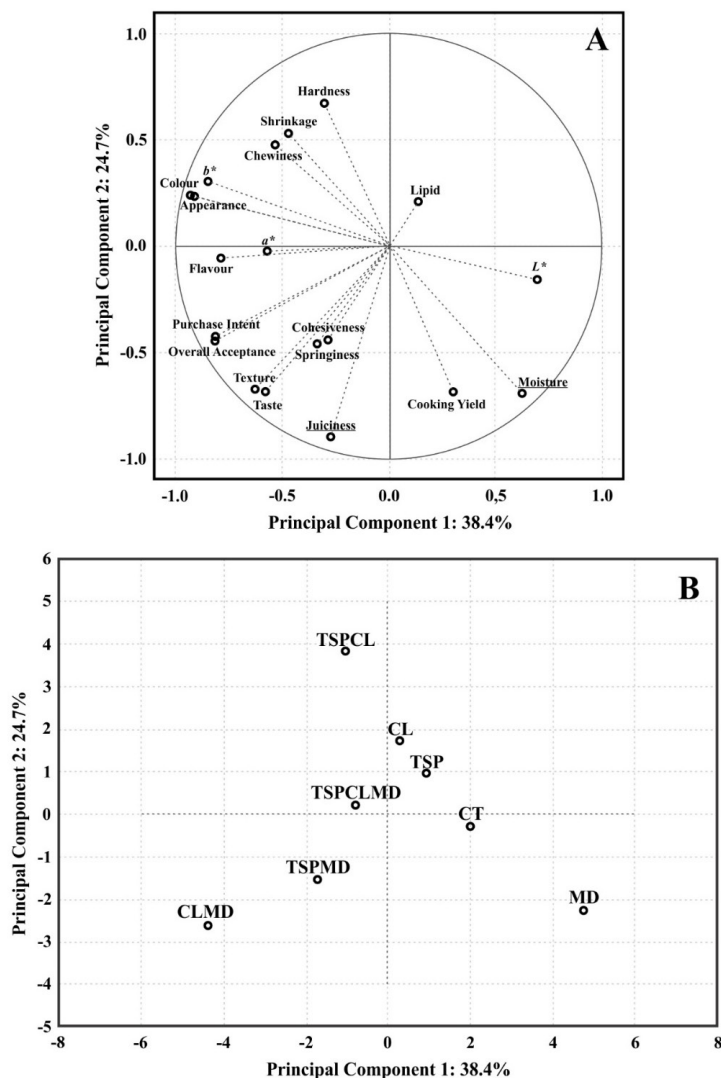 A
1.0
Hardness
Shrinkage
0.5
Chewiness
b*
Colour
Appearance
Lipid
a*
0.0
Flavour
L*
Purchase Intent
Cohesiveness
Overall Acceptance
Springiness
-0.5
Texture
Moisture
Taste
Cooking Yield
Juiciness
-1.0
-1.0 -0.5 0.0 0,5 1.0
Principal Component 1: 38.4%
Principal Component 2: 24.7%
B
6
5
TSPCL
4
3
2
CL
TSP
1
TSPCLMD
CT
0
-1
TSPMD
MD
-2
CLMD
-3
-4
-5
-8 -6 -4 -2 0 2 4 6 8
Principal Component 1: 38.4%
Principal Component 2: 24.7%